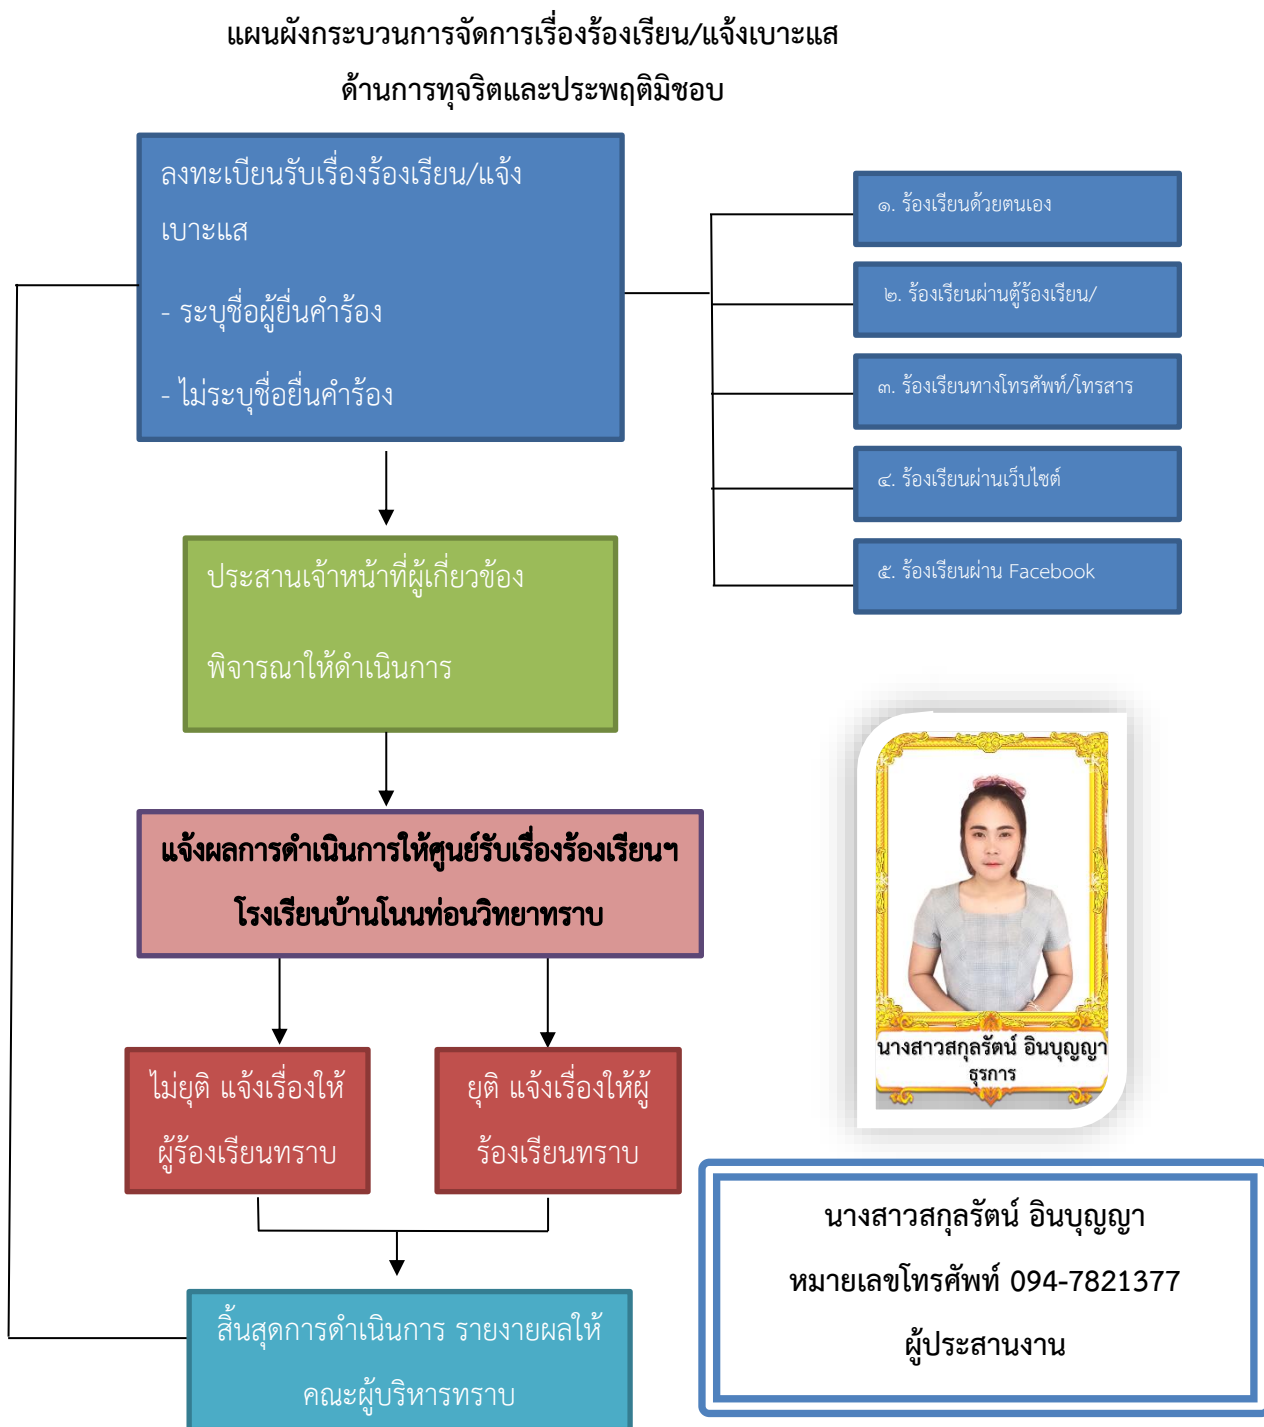 แผนผังกระบวนการจัดการเรื่องร้องเรียน/แจ้งเบาะแส
ด้านการทุจริตและประพฤติมิชอบ
ลงทะเบียนรับเรื่องร้องเรียน/แจ้ง
เบาะแส
- ระบุชื่อผู้ยื่นคำร้อง
- ไม่ระบุชื่อยื่นคำร้อง
๑. ร้องเรียนด้วยตนเอง
๒. ร้องเรียนผ่านตู้ร้องเรียน/
๓. ร้องเรียนทางโทรศัพท์/โทรสาร
๔. ร้องเรียนผ่านเว็บไซต์
๕. ร้องเรียนผ่าน Facebook
ประสานเจ้าหน้าที่ผู้เกี่ยวข้อง
พิจารณาให้ดำเนินการ
แจ้งผลการดำเนินการให้ศูนย์รับเรื่องร้องเรียนฯ
โรงเรียนบ้านโนนท่อนวิทยาทราบ
ไม่ยุติ แจ้งเรื่องให้
ผู้ร้องเรียนทราบ
ยุติ แจ้งเรื่องให้ผู้
ร้องเรียนทราบ
สิ้นสุดการดำเนินการ รายงายผลให้
คณะผู้บริหารทราบ
นางสาวสกุลรัตน์ อินบุญญา
ธุรการ
นางสาวสกุลรัตน์ อินบุญญา
หมายเลขโทรศัพท์ 094-7821377
ผู้ประสานงาน